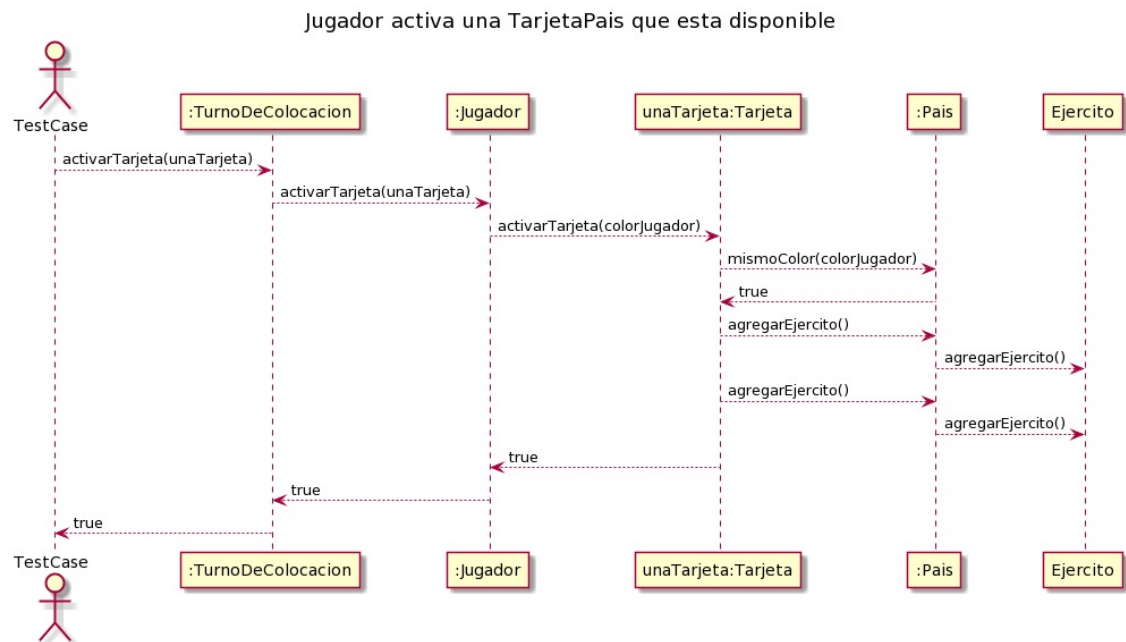 Jugador activa una TarjetaPais que esta disponible
TestCase
:TurnoDeColocacion
:Jugador
unaTarjeta:Tarjeta
:Pais
Ejercito
activarTarjeta(unaTarjeta)
activarTarjeta(unaTarjeta)
activarTarjeta(colorJugador)
mismoColor(colorJugador)
true
agregarEjercito()
agregarEjercito()
agregarEjercito()
agregarEjercito()
true
true
true
TestCase
:TurnoDeColocacion
:Jugador
unaTarjeta:Tarjeta
:Pais
Ejercito